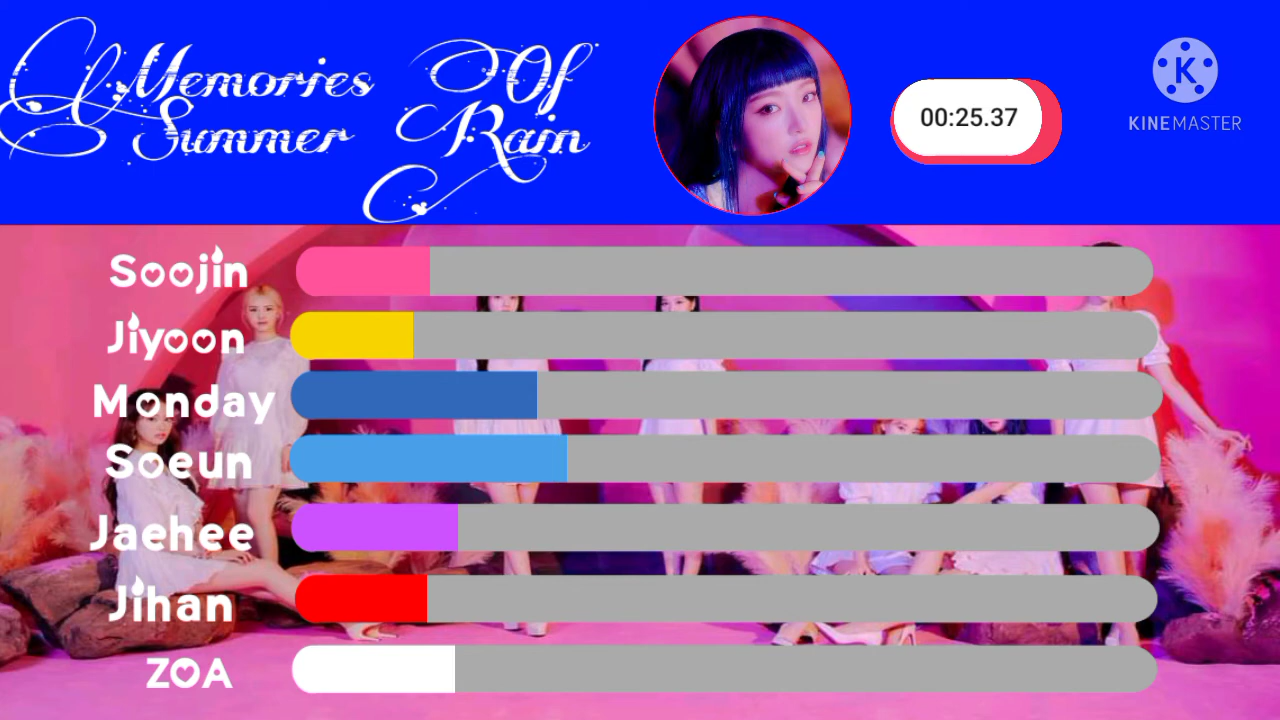 Memories Of
Summer Rain
00:25.37
K
KINEMASTER
Soojin
Jiyoon
Monday
Soeun
Jaehee
Jihan
ZOA